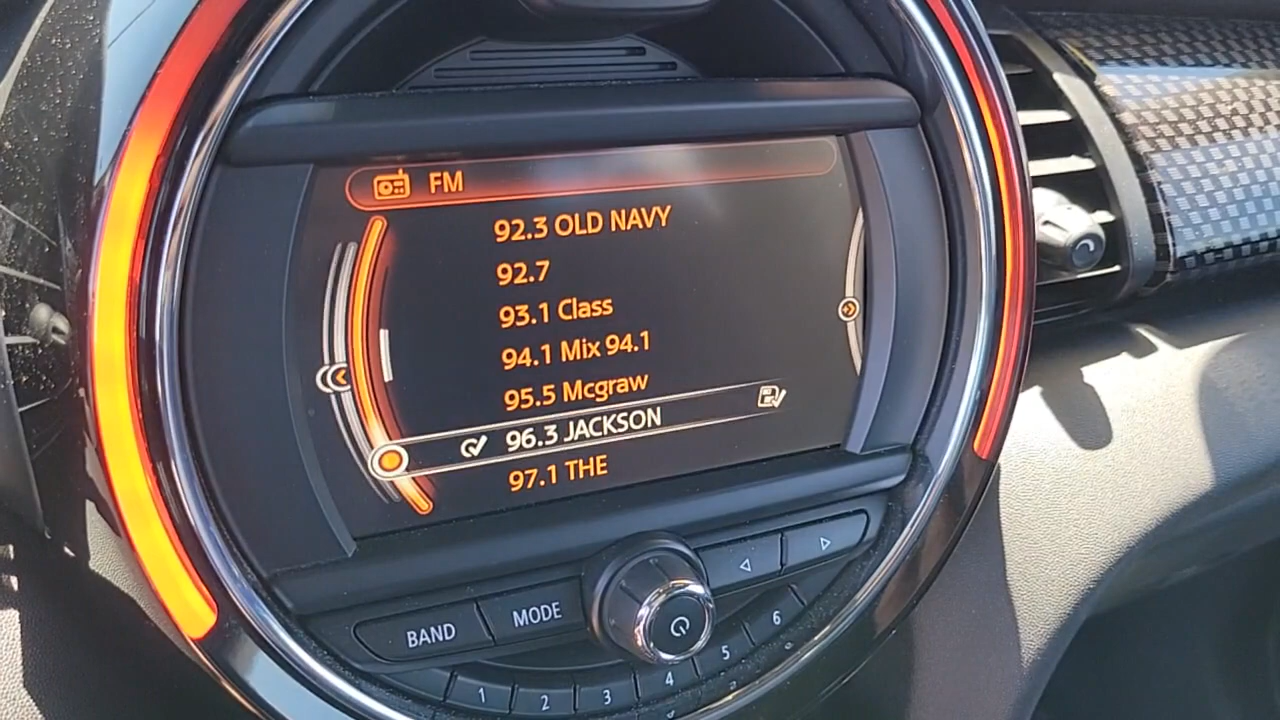 FM
92.3 OLD NAVY
92.7
93.1 Class
94.1 Mix 94.1
95.5 Mcgraw
96.3 JACKSON
97.1 THE
BAND MODE
1 2 3 4 5 6